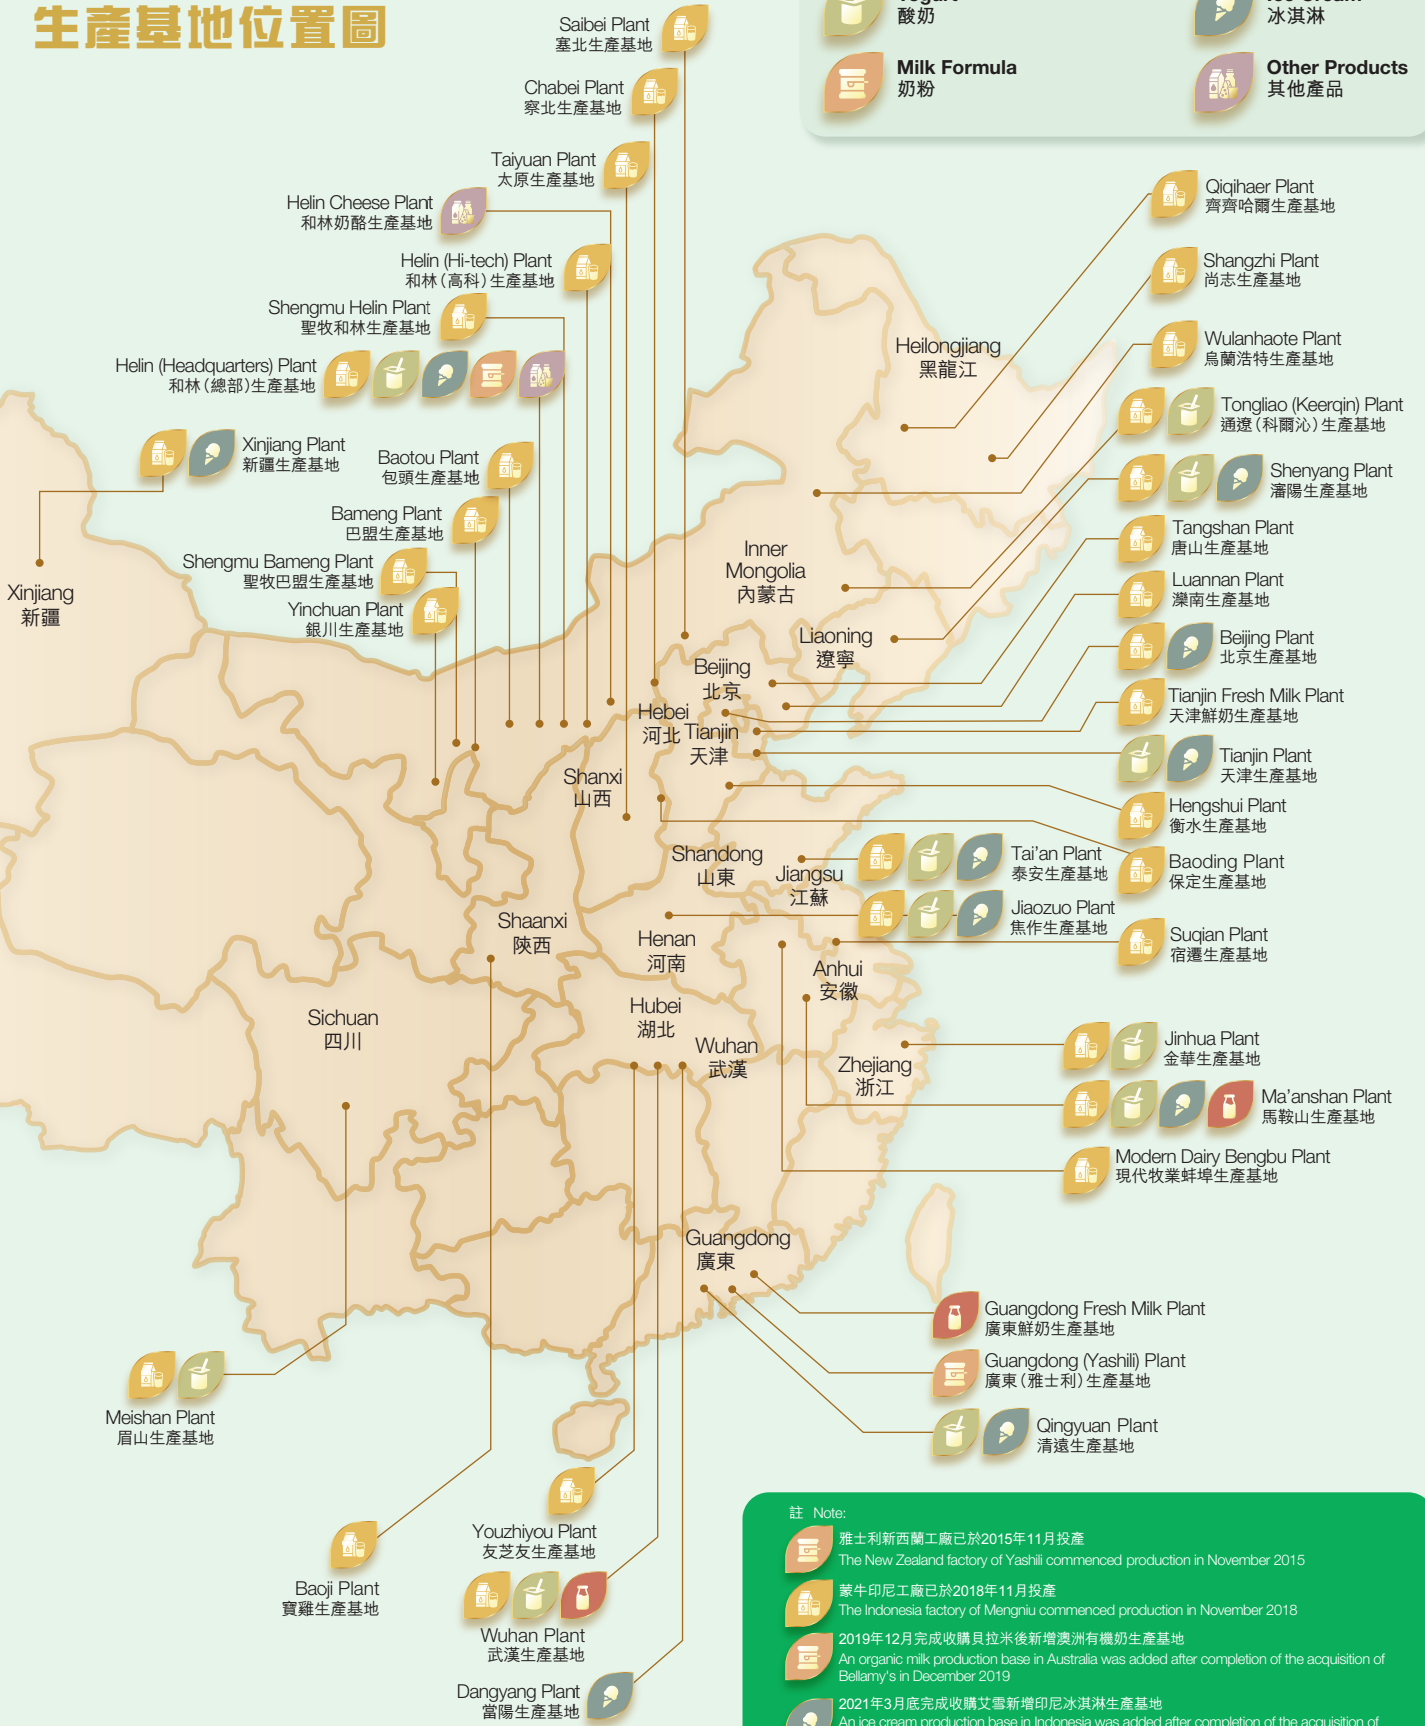 生產基地位置圖
酸奶
冰淇淋
Milk Formula
奶粉
Other Products
其他產品
Saibei Plant
塞北生產基地
Chabei Plant
察北生產基地
Taiyuan Plant
太原生產基地
Helin Cheese Plant
和林奶酪生產基地
Helin (Hi-tech) Plant
和林（高科）生產基地
Shengmu Helin Plant
聖牧和林生產基地
Helin (Headquarters) Plant
和林（總部）生產基地
Xinjiang Plant
新疆生產基地
Baotou Plant
包頭生產基地
Bameng Plant
巴盟生產基地
Shengmu Bameng Plant
聖牧巴盟生產基地
Yinchuan Plant
銀川生產基地
Qiqihaer Plant
齊齊哈爾生產基地
Shangzhi Plant
尚志生產基地
Wulanhaote Plant
烏蘭浩特生產基地
Tongliao (Keerqin) Plant
通遼（科爾沁）生產基地
Shenyang Plant
瀋陽生產基地
Tangshan Plant
唐山生產基地
Luannan Plant
灤南生產基地
Beijing Plant
北京生產基地
Tianjin Fresh Milk Plant
天津鮮奶生產基地
Tianjin Plant
天津生產基地
Hengshui Plant
衡水生產基地
Baoding Plant
保定生產基地
Tai'an Plant
泰安生產基地
Jiaozuo Plant
焦作生產基地
Suqian Plant
宿遷生產基地
Jinhua Plant
金華生產基地
Ma'anshan Plant
馬鞍山生產基地
Modern Dairy Bengbu Plant
現代牧業蚌埠生產基地
Heilongjiang
黑龍江
Inner
Mongolia
內蒙古
Liaoning
遼寧
Xinjiang
新疆
Beijing
北京
Hebei
河北
Tianjin
天津
Shanxi
山西
Shandong
山東
Jiangsu
江蘇
Shaanxi
陝西
Henan
河南
Anhui
安徽
Sichuan
四川
Hubei
湖北
Wuhan
武漢
Zhejiang
浙江
Guangdong
廣東
Guangdong Fresh Milk Plant
廣東鮮奶生產基地
Guangdong (Yashili) Plant
廣東（雅士利）生產基地
Qingyuan Plant
清遠生產基地
Meishan Plant
眉山生產基地
Baoji Plant
寶雞生產基地
Youzhiyou Plant
友芝友生產基地
Wuhan Plant
武漢生產基地
Dangyang Plant
當陽生產基地
註 Note:
雅士利新西蘭工廠已於2015年11月投產
The New Zealand factory of Yashili commenced production in November 2015
蒙牛印尼工廠已於2018年11月投產
The Indonesia factory of Mengniu commenced production in November 2018
2019年12月完成收購貝拉米後新增澳洲有機奶生產基地
An organic milk production base in Australia was added after completion of the acquisition of
Bellamy's in December 2019
2021年3月底完成收購艾雪新增印尼冰淇淋生產基地
An ice cream production base in Indonesia was added after completion of the acquisition of